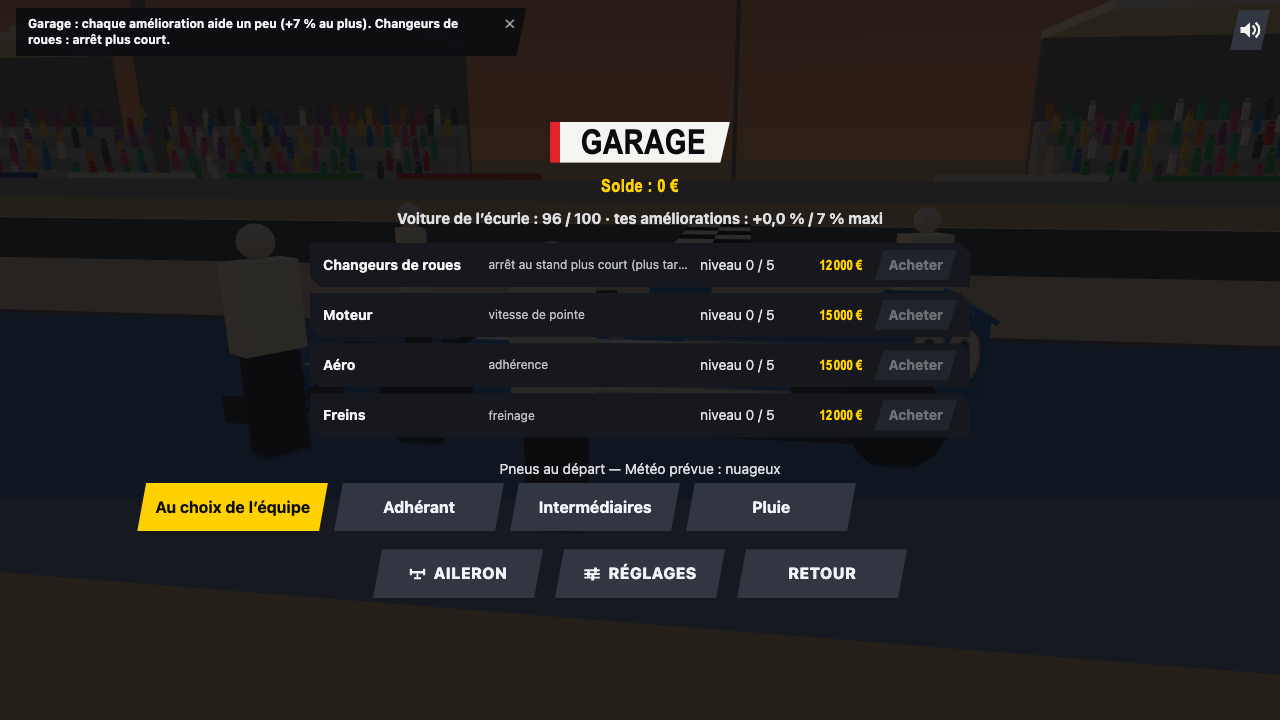 Garage : chaque amélioration aide un peu (+7 % au plus). Changeurs de
roues : arrêt plus court.
GARAGE
Solde : 0 €
Voiture de l’écurie : 96 / 100 · tes améliorations : +0,0 % / 7 % maxi
Changeurs de roues arrêt au stand plus court (plus tar… niveau 0 / 5 12 000 € Acheter
Moteur vitesse de pointe niveau 0 / 5 15 000 € Acheter
Aéro adhérence niveau 0 / 5 15 000 € Acheter
Freins freinage niveau 0 / 5 12 000 € Acheter
Pneus au départ — Météo prévue : nuageux
Au choix de l’équipe Adhérant Intermédiaires Pluie
AILERON RÉGLAGES RETOUR